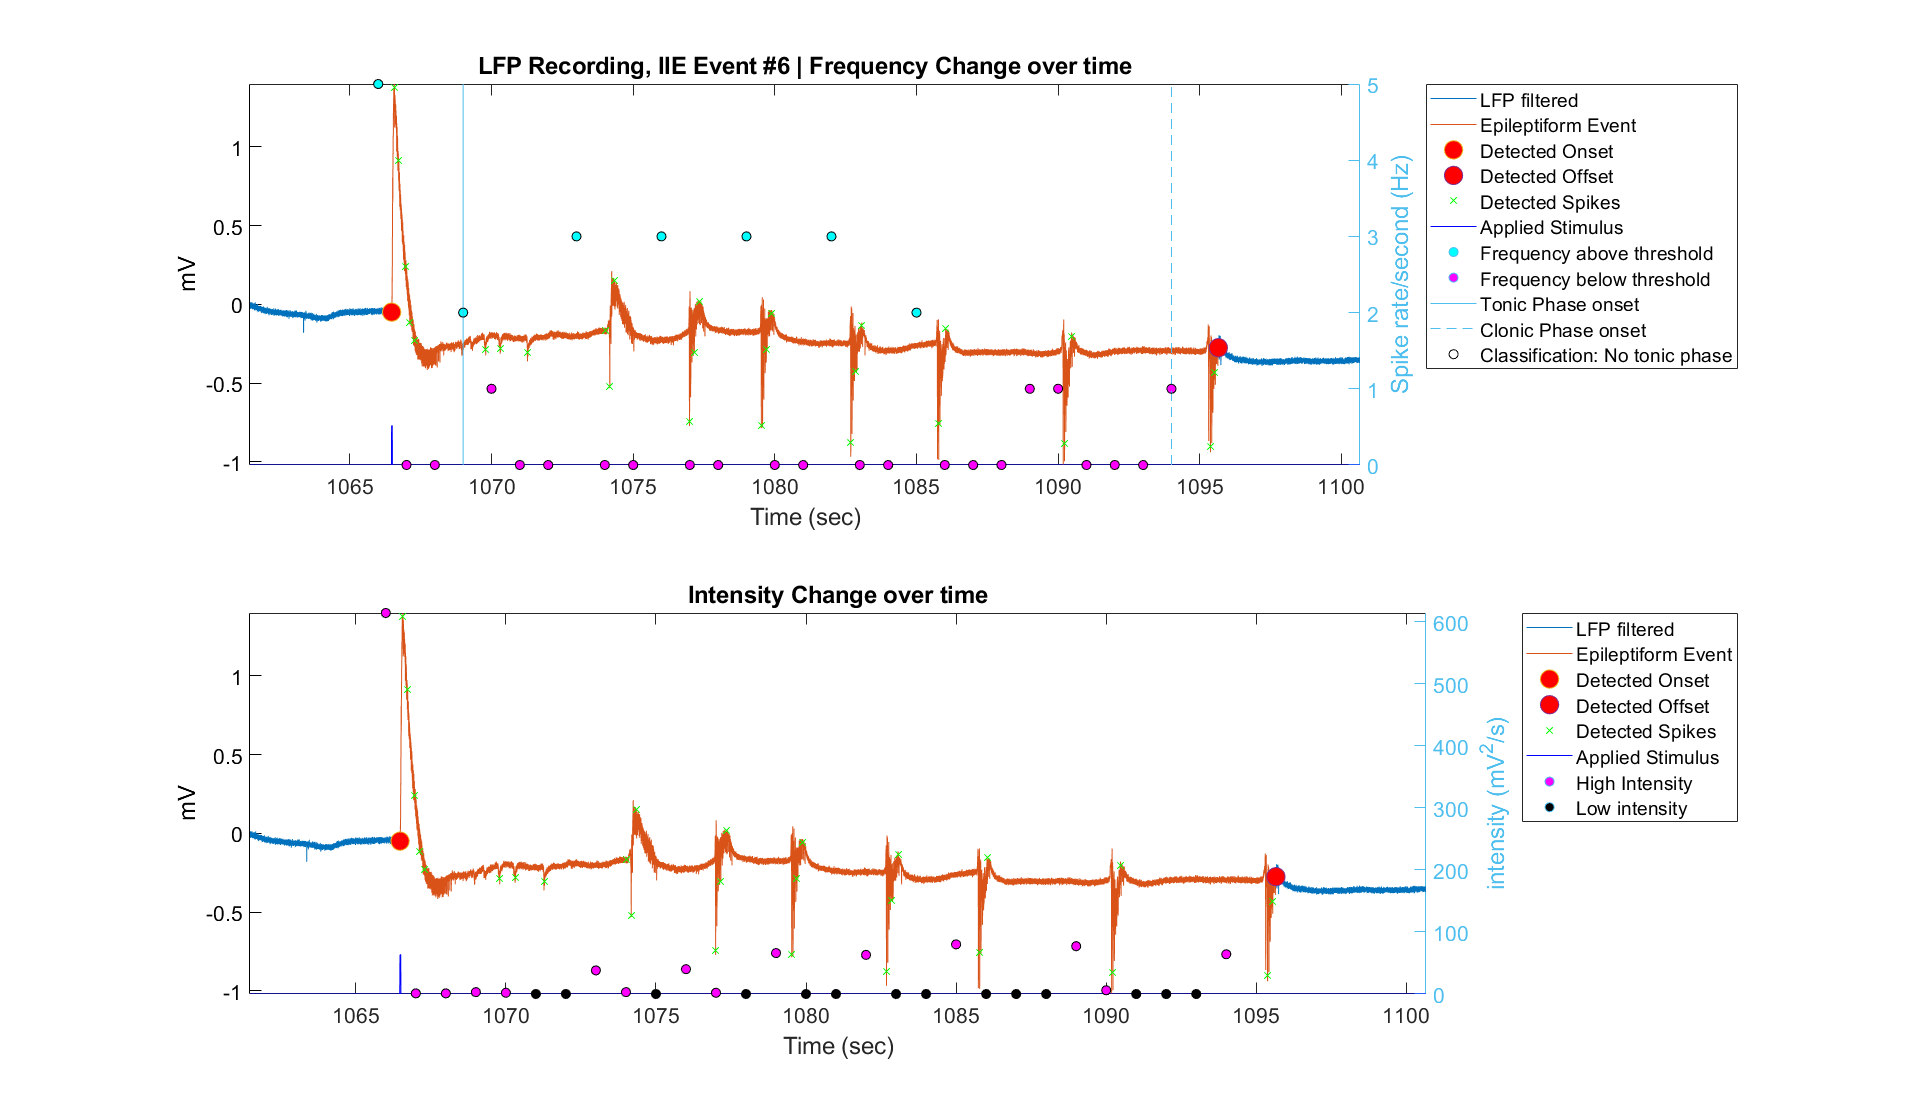 LFP Recording, IIE Event #6 | Frequency Change over time
mV
1
0.5
0
-0.5
-1
1065 1070 1075 1080 1085 1090 1095 1100
Time (sec)
5
4
3
2
1
0
Spike rate/second (Hz)
LFP filtered
Epileptiform Event
Detected Onset
Detected Offset
Detected Spikes
Applied Stimulus
Frequency above threshold
Frequency below threshold
Tonic Phase onset
Clonic Phase onset
Classification: No tonic phase
Intensity Change over time
mV
1
0.5
0
-0.5
-1
1065 1070 1075 1080 1085 1090 1095 1100
Time (sec)
600
500
400
300
200
100
0
intensity (mV²/s)
LFP filtered
Epileptiform Event
Detected Onset
Detected Offset
Detected Spikes
Applied Stimulus
High Intensity
Low intensity